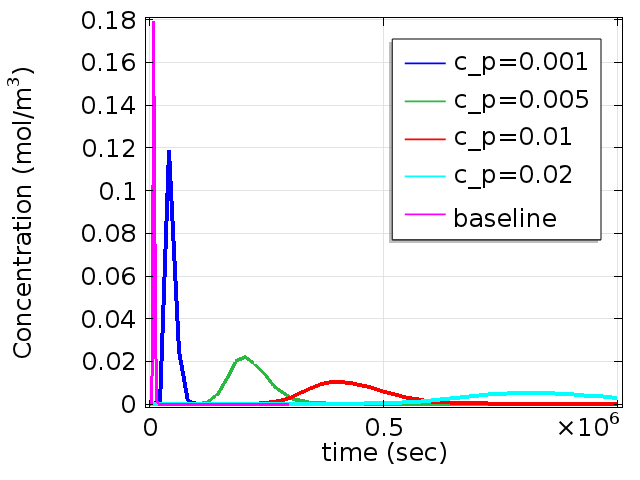 Concentration (mol/m³)
0.18
0.16
0.14
0.12
0.1
0.08
0.06
0.04
0.02
0
c_p=0.001
c_p=0.005
c_p=0.01
c_p=0.02
baseline
0 0.5 ×10⁶
time (sec)